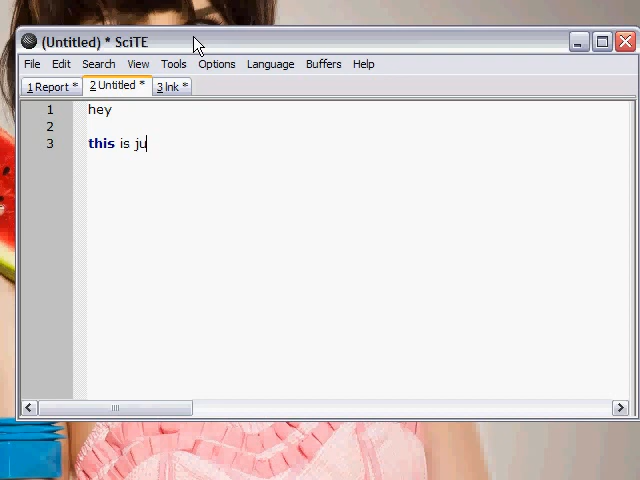 (Untitled) * SciTE
File Edit Search View Tools Options Language Buffers Help
1 Report * 2 Untitled * 3 Ink *
1 hey
2
3 this is ju